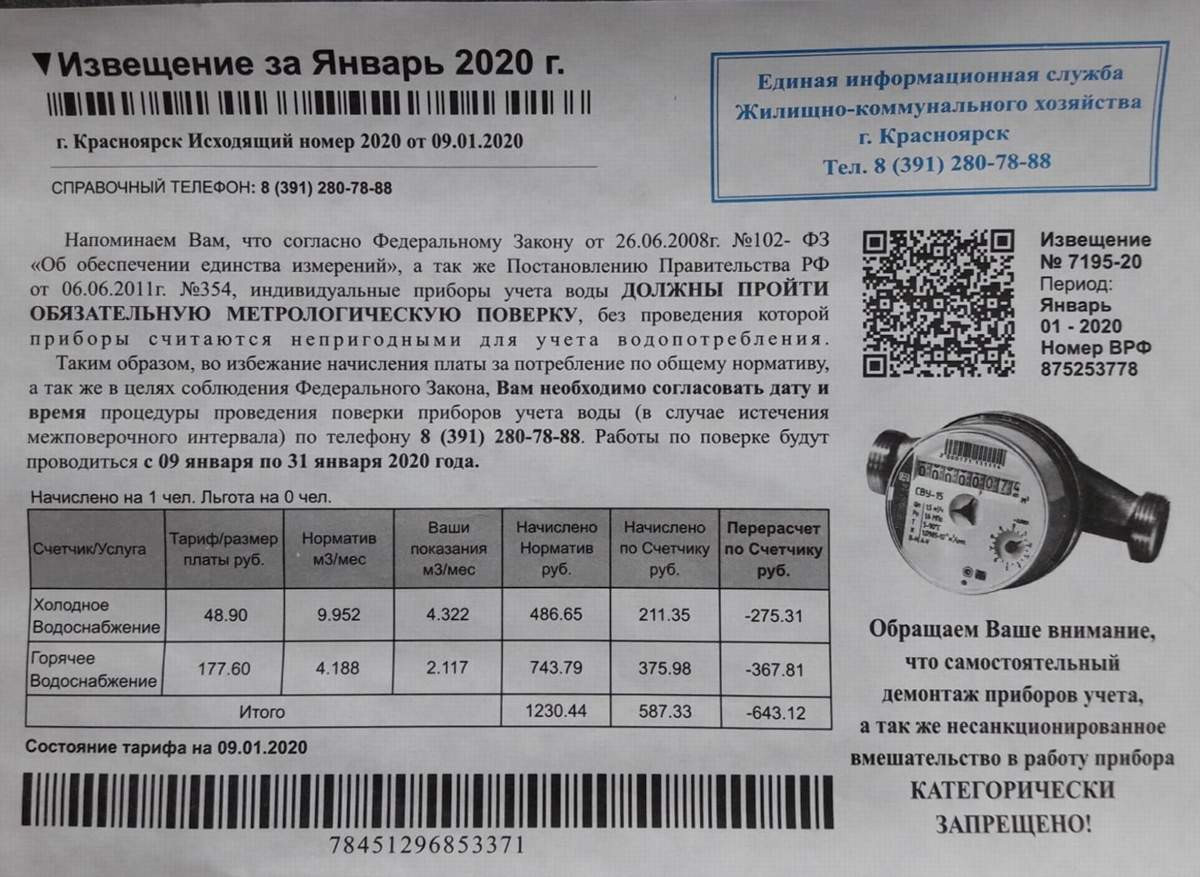 ▼Извещение за Январь 2020 г.
г. Красноярск Исходящий номер 2020 от 09.01.2020
СПРАВОЧНЫЙ ТЕЛЕФОН: 8 (391) 280-78-88
Единая информационная служба
Жилищно-коммунального хозяйства
г. Красноярск
Тел. 8 (391) 280-78-88
Напоминаем Вам, что согласно Федеральному Закону от 26.06.2008г. №102- ФЗ
«Об обеспечении единства измерений», а так же Постановлению Правительства РФ
от 06.06.2011г. №354, индивидуальные приборы учета воды ДОЛЖНЫ ПРОЙТИ
ОБЯЗАТЕЛЬНУЮ МЕТРОЛОГИЧЕСКУЮ ПОВЕРКУ, без проведения которой
приборы считаются непригодными для учета водопотребления.
Таким образом, во избежание начисления платы за потребление по общему нормативу,
а так же в целях соблюдения Федерального Закона, Вам необходимо согласовать дату и
время процедуры проведения поверки приборов учета воды (в случае истечения
межповерочного интервала) по телефону 8 (391) 280-78-88. Работы по поверке будут
проводиться с 09 января по 31 января 2020 года.
Извещение
№ 7195-20
Период:
Январь
01 - 2020
Номер ВРФ
875253778
Начислено на 1 чел. Льгота на 0 чел.
Счетчик/Услуга Тариф/размер платы руб. Норматив м3/мес Ваши показания м3/мес Начислено Норматив руб. Начислено по Счетчику руб. Перерасчет по Счетчику руб.
Холодное Водоснабжение 48.90 9.952 4.322 486.65 211.35 -275.31
Горячее Водоснабжение 177.60 4.188 2.117 743.79 375.98 -367.81
Итого 1230.44 587.33 -643.12
Состояние тарифа на 09.01.2020
78451296853371
СВУ-15
Обращаем Ваше внимание,
что самостоятельный
демонтаж приборов учета,
а так же несанкционированное
вмешательство в работу прибора
КАТЕГОРИЧЕСКИ
ЗАПРЕЩЕНО!